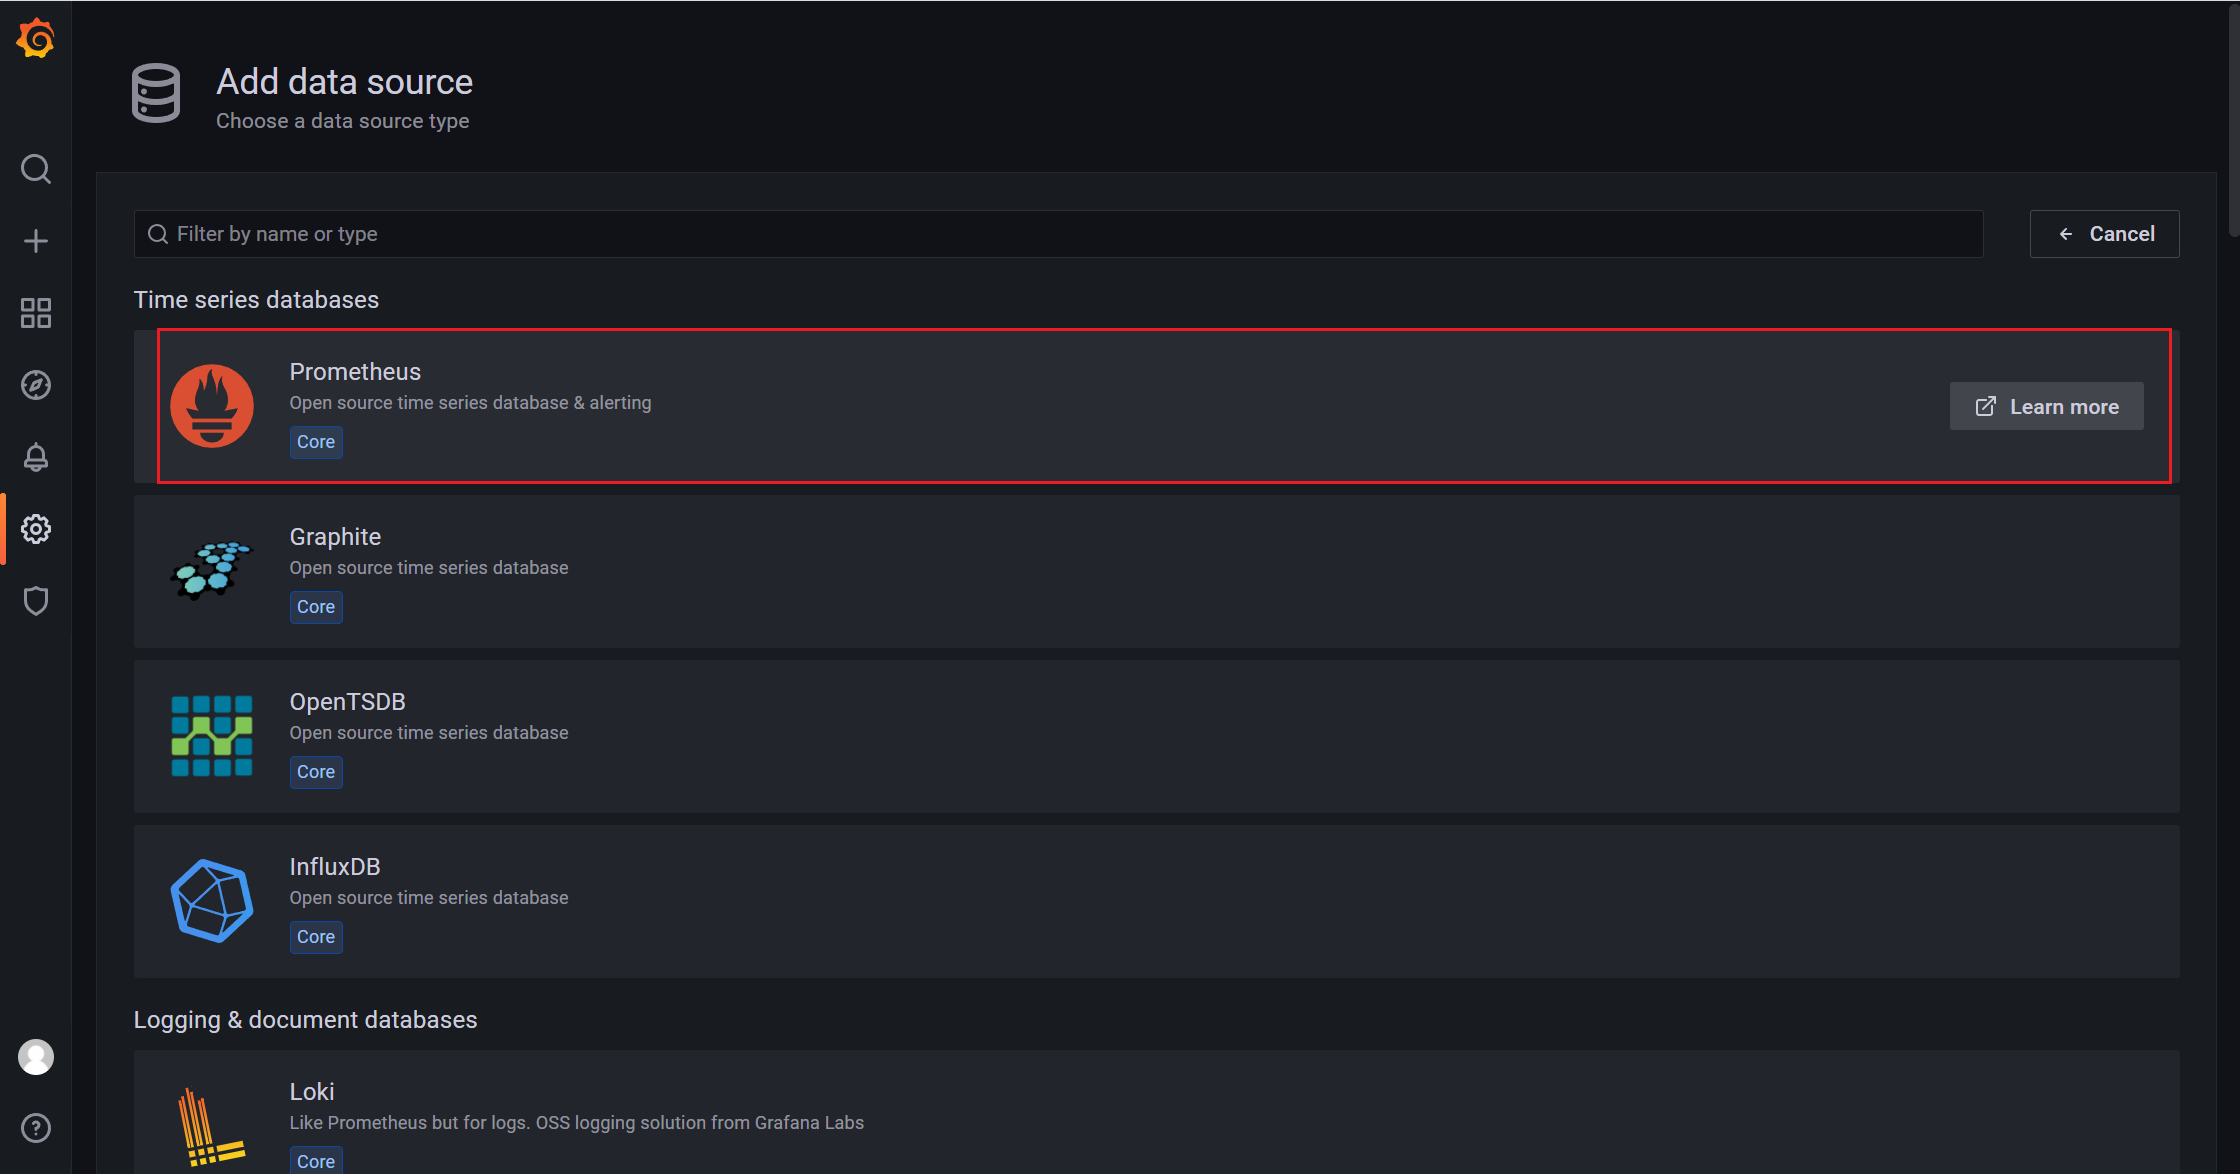 Add data source
Choose a data source type
Filter by name or type
Cancel
Time series databases
Prometheus
Open source time series database & alerting
Core
Learn more
Graphite
Open source time series database
Core
OpenTSDB
Open source time series database
Core
InfluxDB
Open source time series database
Core
Logging & document databases
Loki
Like Prometheus but for logs. OSS logging solution from Grafana Labs
Core